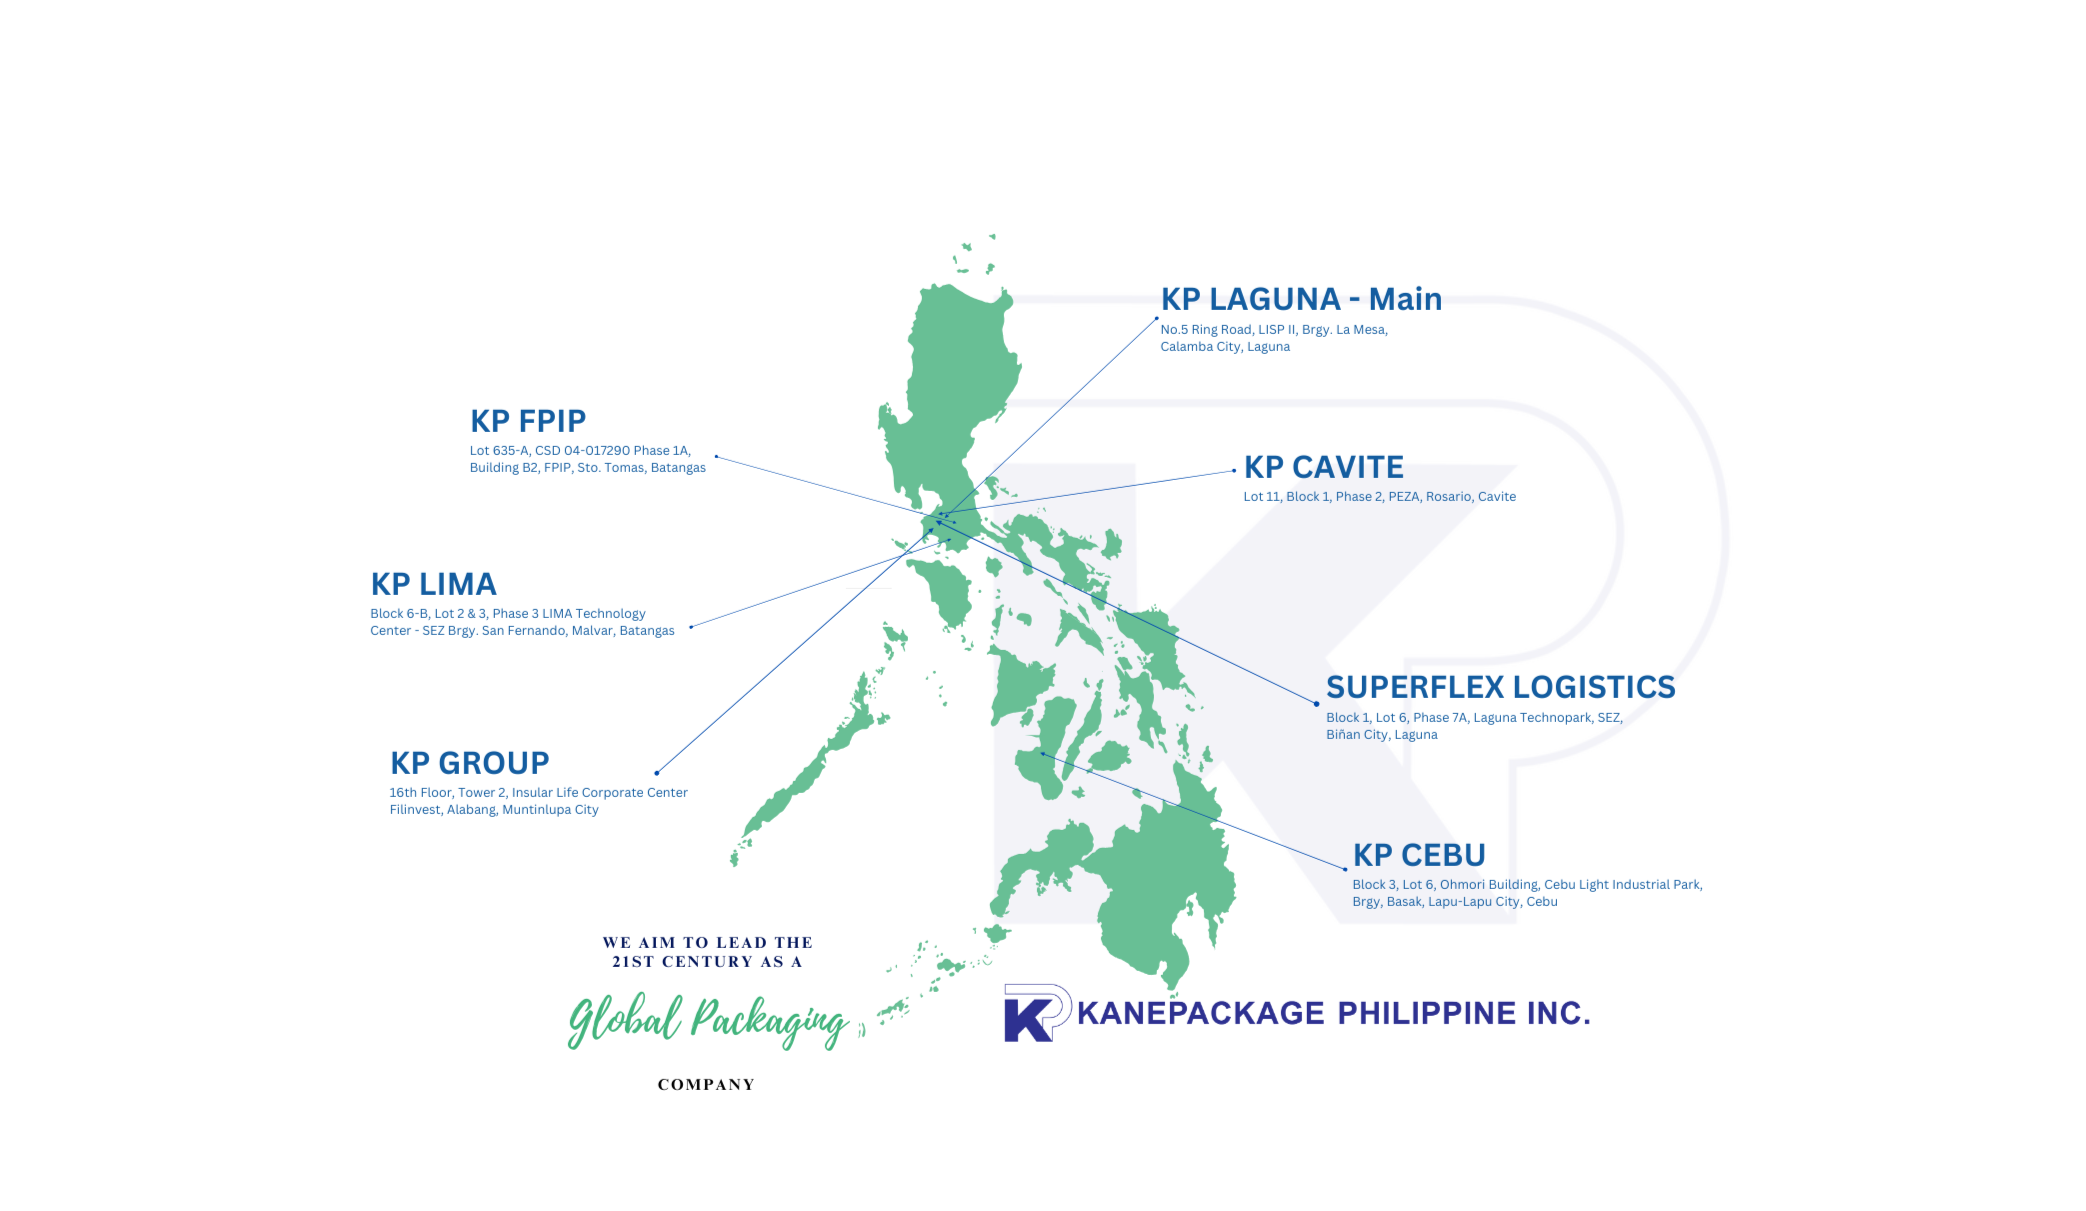 KP LAGUNA - Main
No.5 Ring Road, LISP II, Brgy. La Mesa,
Calamba City, Laguna
KP FPIP
Lot 635-A, CSD 04-017290 Phase 1A,
Building B2, FPIP, Sto. Tomas, Batangas
KP CAVITE
Lot 11, Block 1, Phase 2, PEZA, Rosario, Cavite
KP LIMA
Block 6-B, Lot 2 & 3, Phase 3 LIMA Technology
Center - SEZ Brgy. San Fernando, Malvar, Batangas
SUPERFLEX LOGISTICS
Block 1, Lot 6, Phase 7A, Laguna Technopark, SEZ,
Biñan City, Laguna
KP GROUP
16th Floor, Tower 2, Insular Life Corporate Center
Filinvest, Alabang, Muntinlupa City
KP CEBU
Block 3, Lot 6, Ohmori Building, Cebu Light Industrial Park,
Brgy, Basak, Lapu-Lapu City, Cebu
WE AIM TO LEAD THE
21ST CENTURY AS A
Global Packaging
COMPANY
KP KANEPACKAGE PHILIPPINE INC.